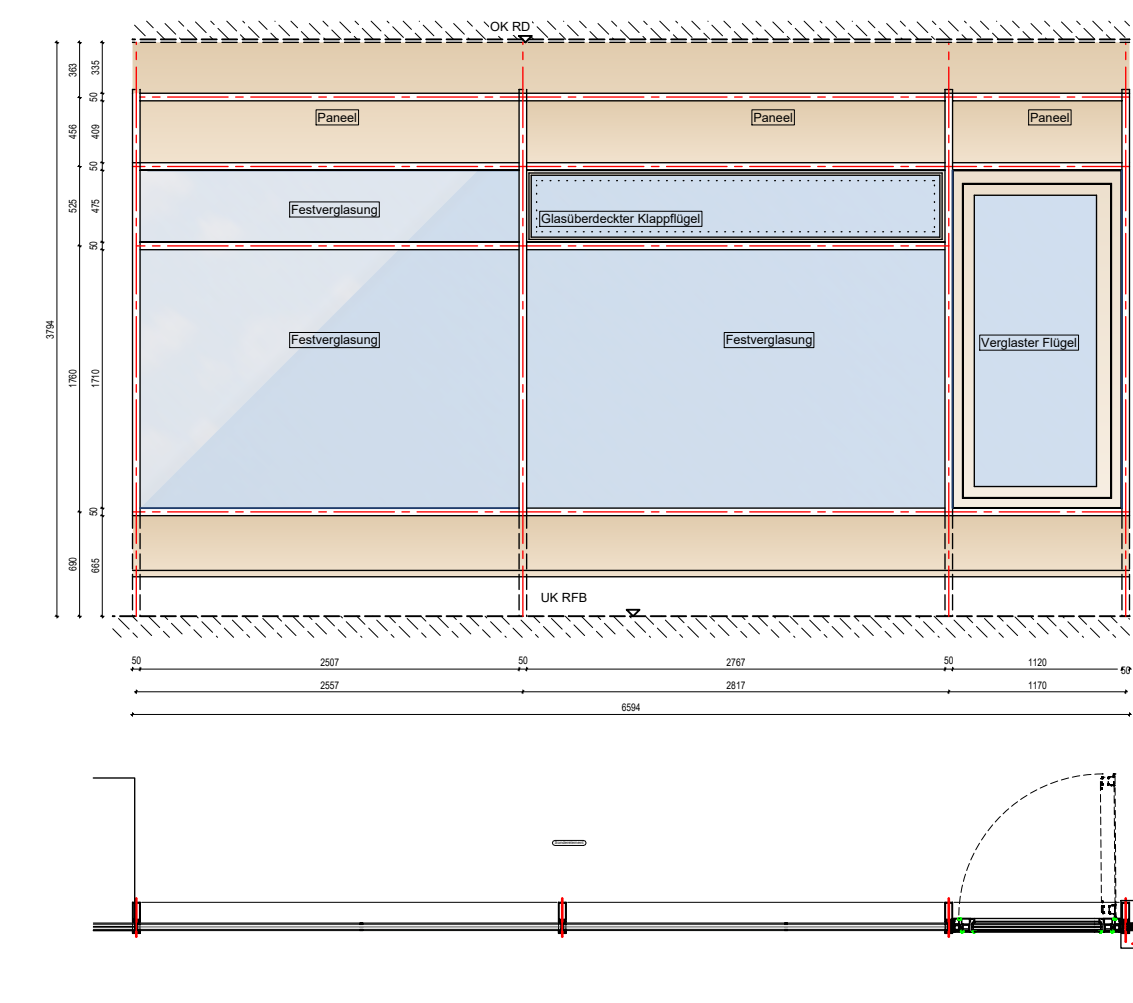 OK RD
363
335
50
Paneel
Paneel
Paneel
456
409
50
525
475
Festverglasung
Glasüberdeckter Klappflügel
50
3794
1760
1710
Festverglasung
Festverglasung
Verglaster Flügel
50
690
665
UK RFB
50
2507
50
2767
50
1120
50
2557
2817
1170
6594